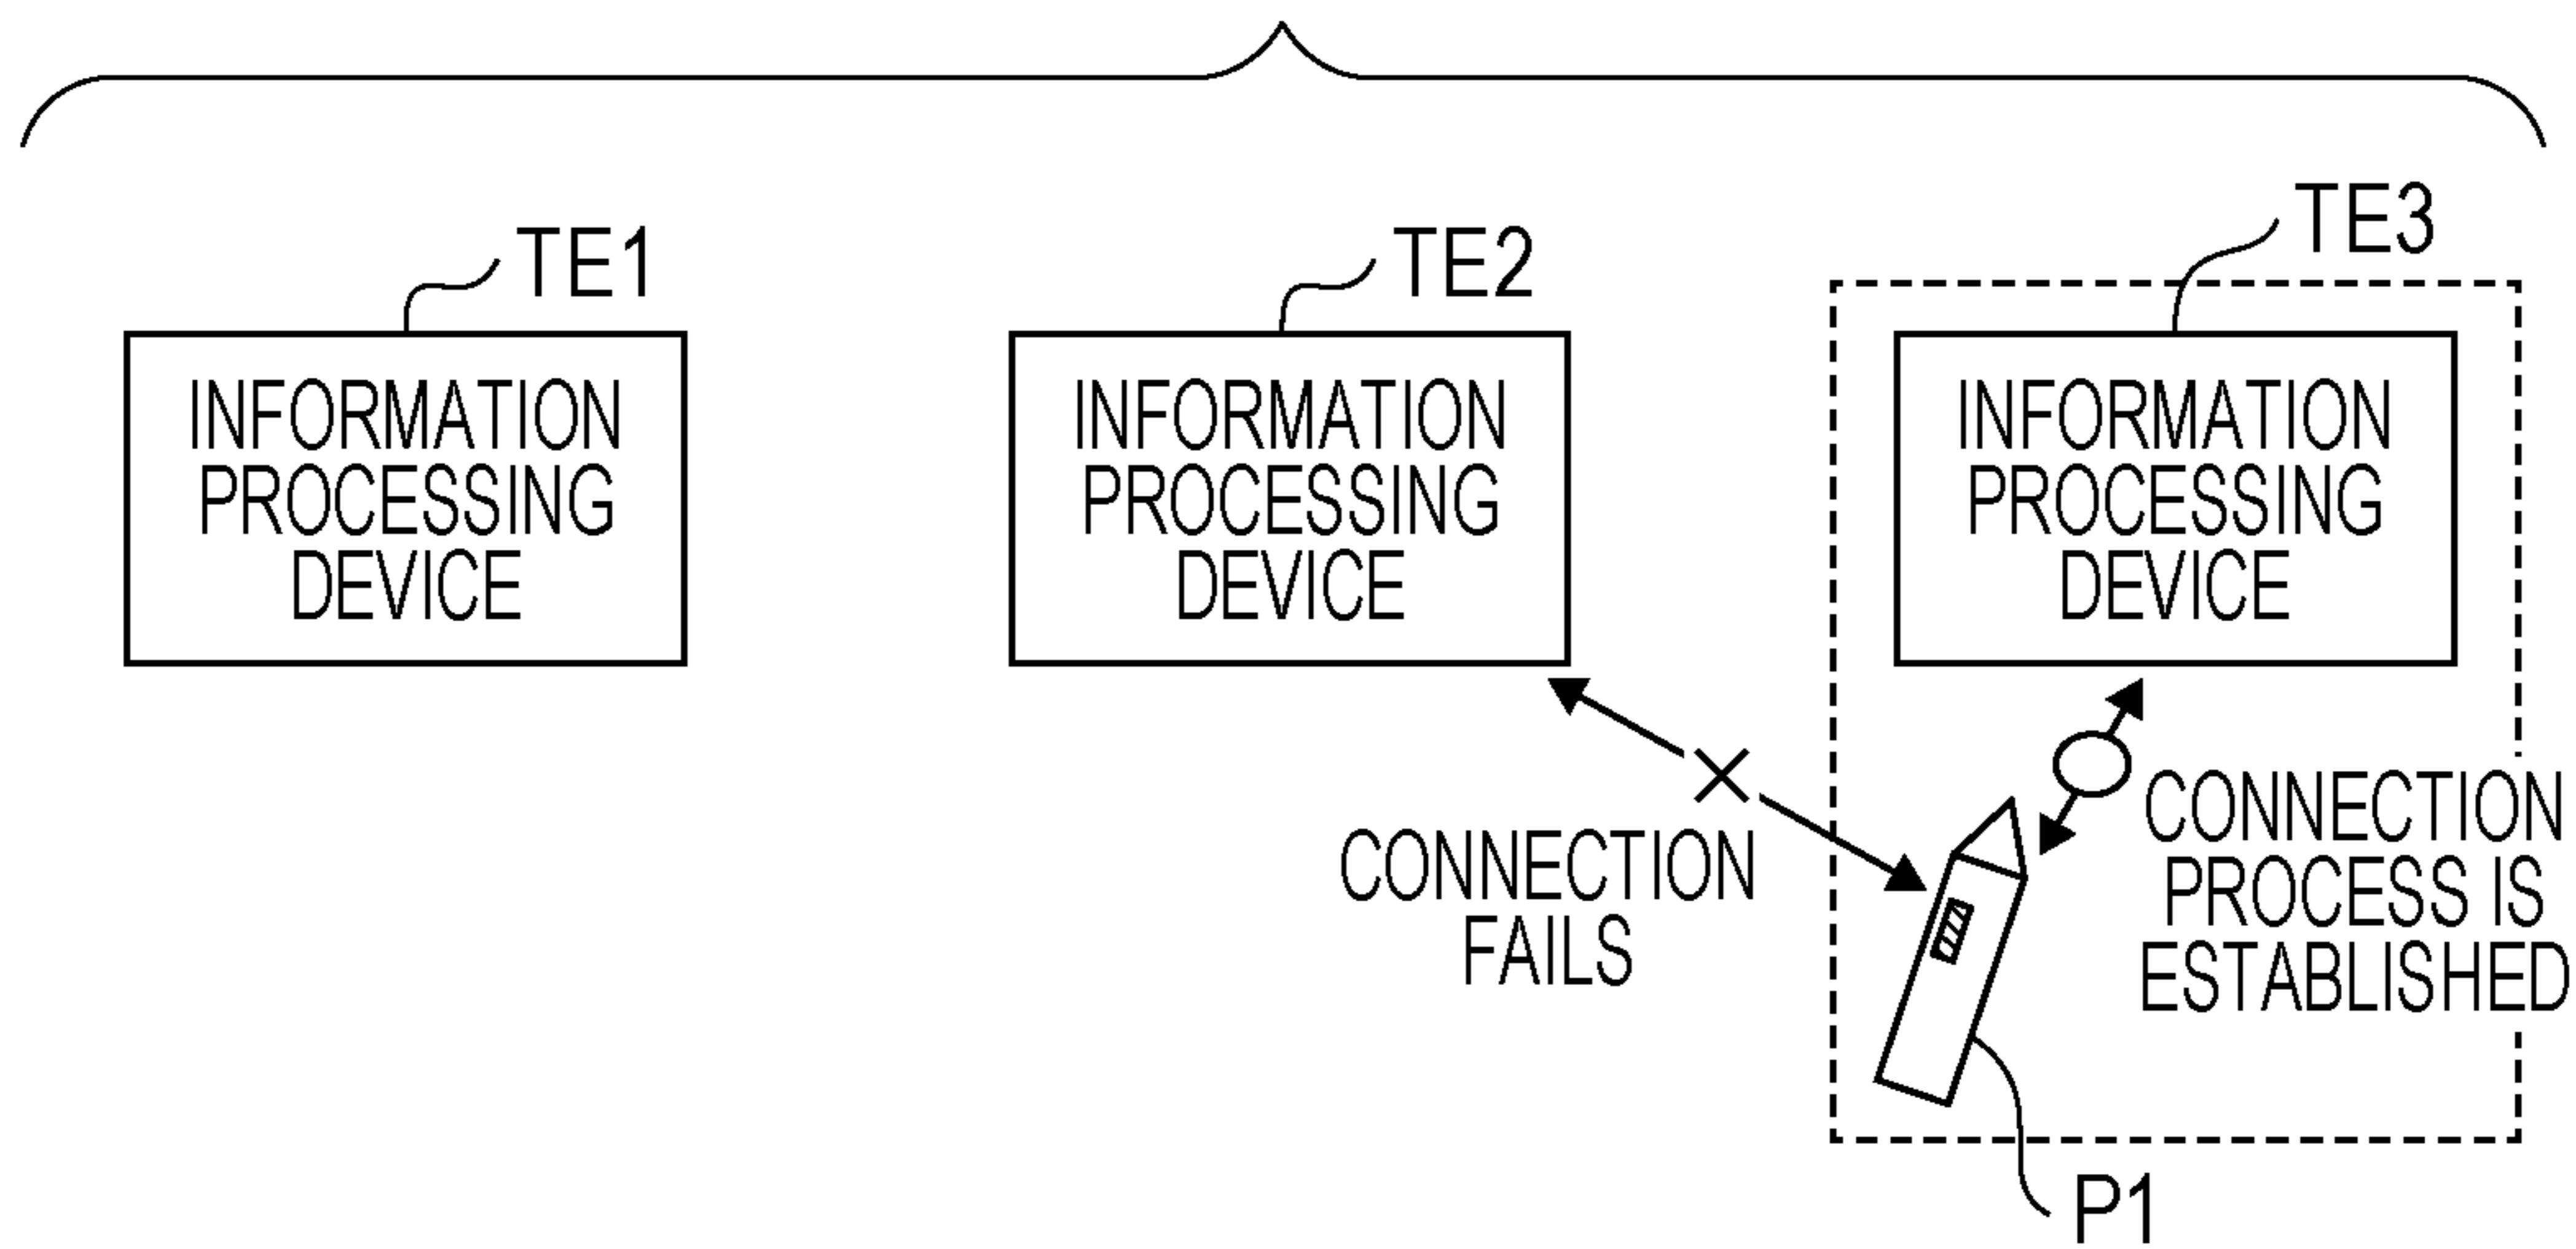 TE1
TE2
TE3
INFORMATION
PROCESSING
DEVICE
INFORMATION
PROCESSING
DEVICE
INFORMATION
PROCESSING
DEVICE
CONNECTION
FAILS
CONNECTION
PROCESS IS
ESTABLISHED
P1